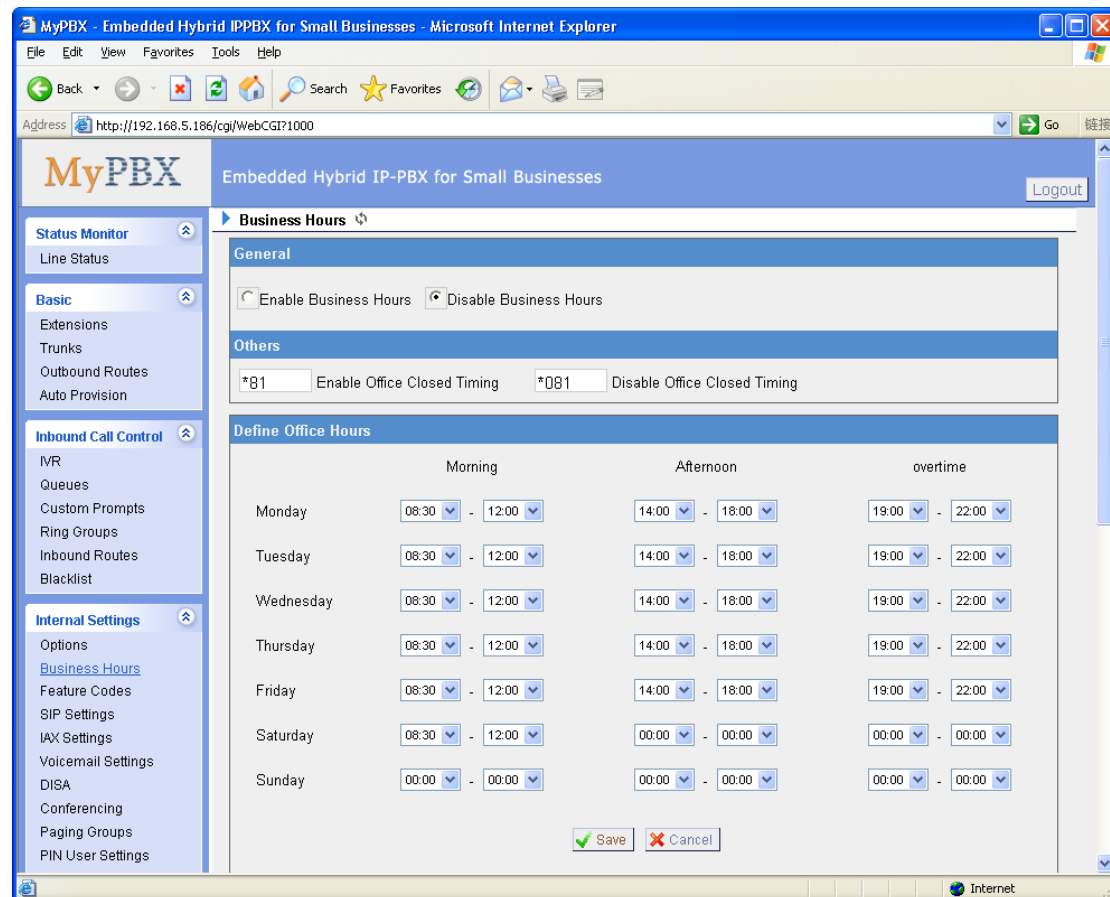 MyPBX - Embedded Hybrid IPPBX for Small Businesses - Microsoft Internet Explorer
File Edit View Favorites Tools Help
Back Search Favorites
Address http://192.168.5.186/cgi/WebCGI?1000 Go 链接
MyPBX
Embedded Hybrid IP-PBX for Small Businesses
Logout
Status Monitor
Line Status
Basic
Extensions
Trunks
Outbound Routes
Auto Provision
Inbound Call Control
IVR
Queues
Custom Prompts
Ring Groups
Inbound Routes
Blacklist
Internal Settings
Options
Business Hours
Feature Codes
SIP Settings
IAX Settings
Voicemail Settings
DISA
Conferencing
Paging Groups
PIN User Settings
Business Hours
General
Enable Business Hours Disable Business Hours
Others
*81 Enable Office Closed Timing *081 Disable Office Closed Timing
Define Office Hours
Morning Afternoon overtime
Monday 08:30 - 12:00 14:00 - 18:00 19:00 - 22:00
Tuesday 08:30 - 12:00 14:00 - 18:00 19:00 - 22:00
Wednesday 08:30 - 12:00 14:00 - 18:00 19:00 - 22:00
Thursday 08:30 - 12:00 14:00 - 18:00 19:00 - 22:00
Friday 08:30 - 12:00 14:00 - 18:00 19:00 - 22:00
Saturday 08:30 - 12:00 00:00 - 00:00 00:00 - 00:00
Sunday 00:00 - 00:00 00:00 - 00:00 00:00 - 00:00
Save Cancel
Internet